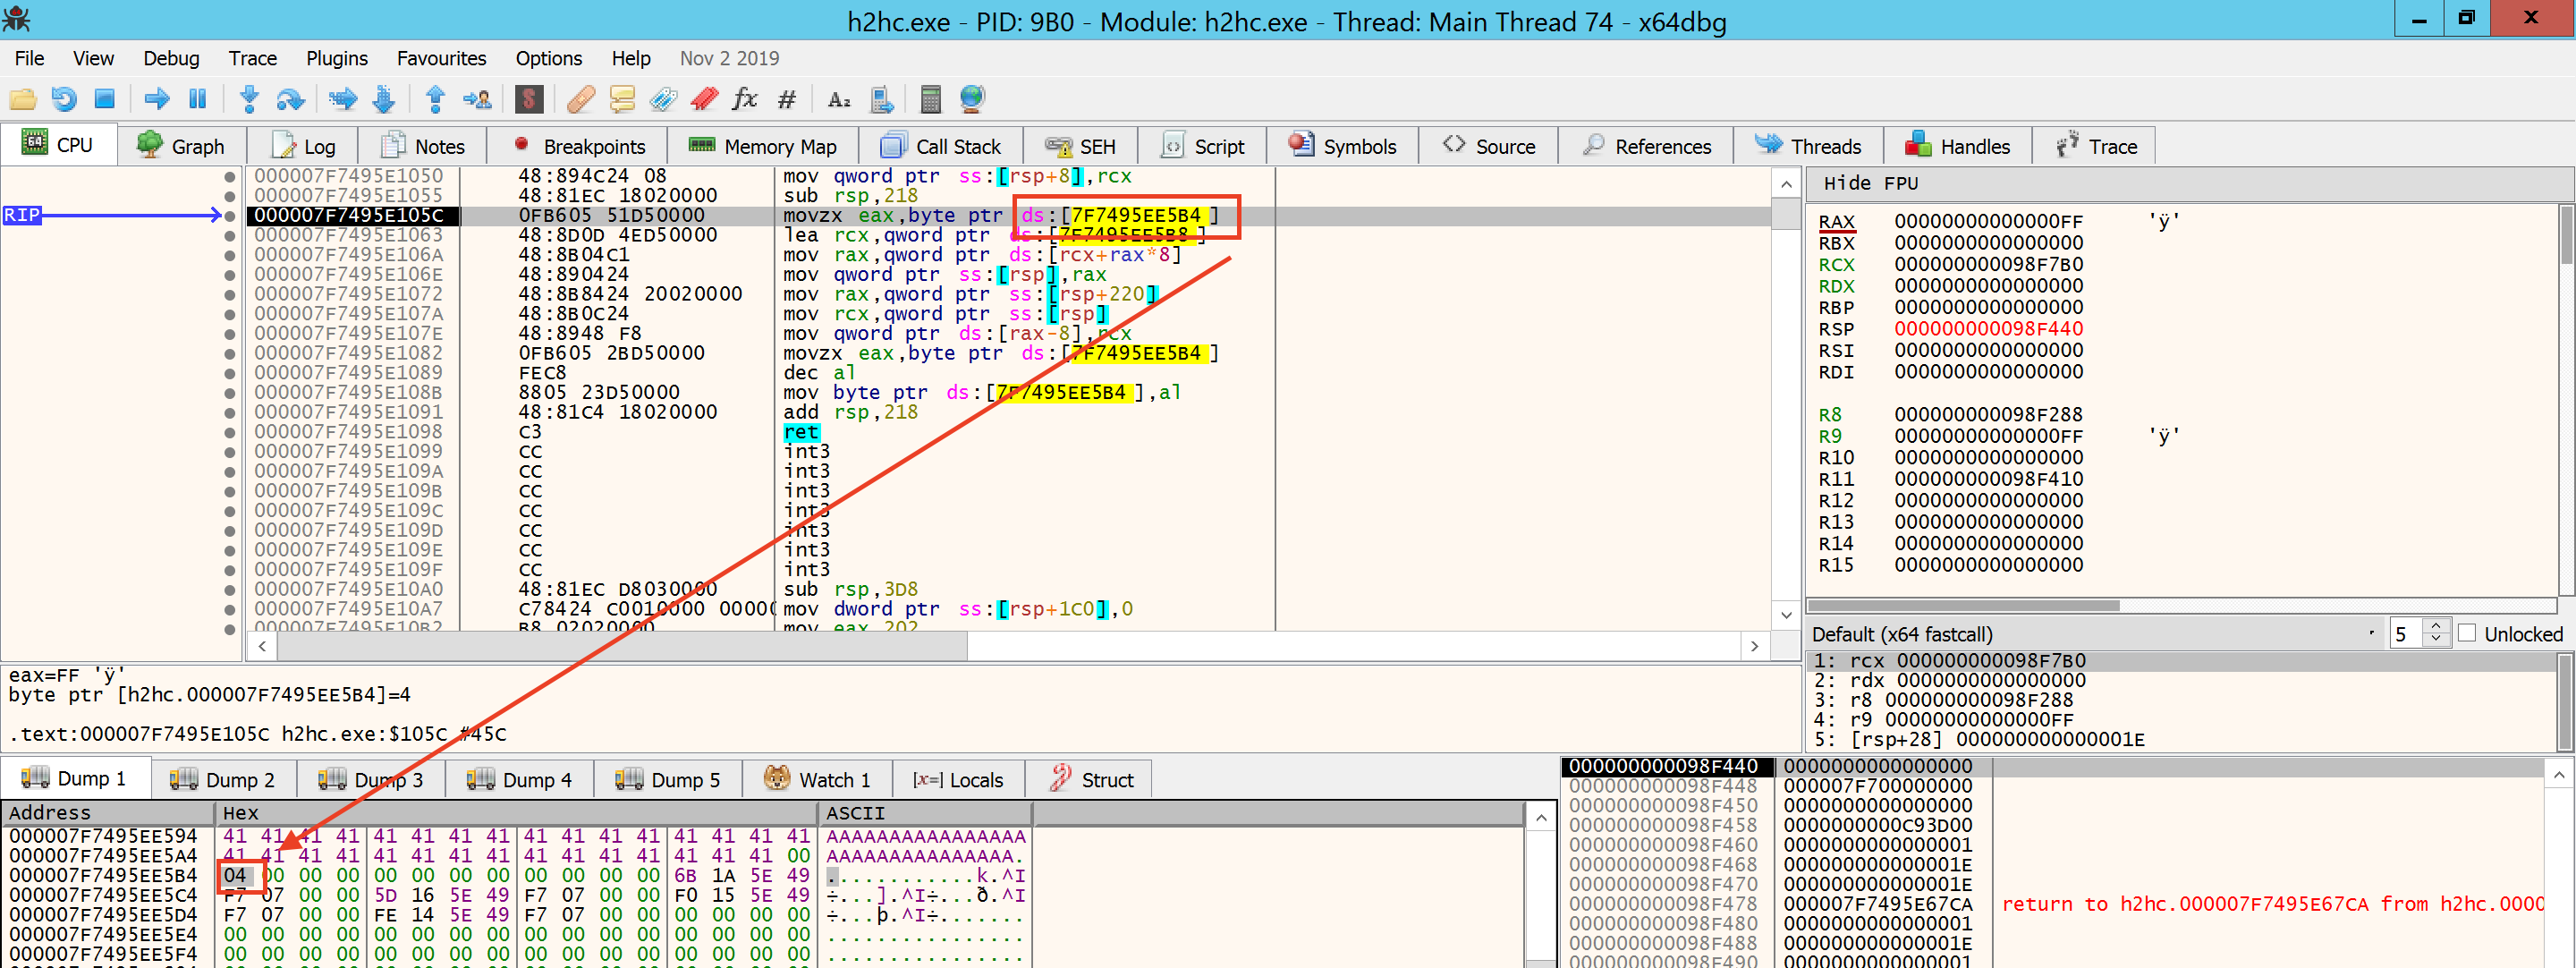 h2hc.exe - PID: 9B0 - Module: h2hc.exe - Thread: Main Thread 74 - x64dbg
File View Debug Trace Plugins Favourites Options Help Nov 2 2019
$ fx # Az
64 CPU Graph Log Notes Breakpoints Memory Map Call Stack SEH Script Symbols Source References Threads Handles Trace
000007F7495E1050 48:894C24 08 mov qword ptr ss:[rsp+8],rcx
000007F7495E1055 48:81EC 18020000 sub rsp,218
RIP 000007F7495E105C 0FB605 51D50000 movzx eax,byte ptr ds:[7F7495EE5B4]
000007F7495E1063 48:8D0D 4ED50000 lea rcx,qword ptr ds:[7F7495EE5B8]
000007F7495E106A 48:8B04C1 mov rax,qword ptr ds:[rcx+rax*8]
000007F7495E106E 48:890424 mov qword ptr ss:[rsp],rax
000007F7495E1072 48:8B8424 20020000 mov rax,qword ptr ss:[rsp+220]
000007F7495E107A 48:8B0C24 mov rcx,qword ptr ss:[rsp]
000007F7495E107E 48:8948 F8 mov qword ptr ds:[rax-8],rcx
000007F7495E1082 0FB605 2BD50000 movzx eax,byte ptr ds:[7F7495EE5B4]
000007F7495E1089 FEC8 dec al
000007F7495E108B 8805 23D50000 mov byte ptr ds:[7F7495EE5B4],al
000007F7495E1091 48:81C4 18020000 add rsp,218
000007F7495E1098 C3 ret
000007F7495E1099 CC int3
000007F7495E109A CC int3
000007F7495E109B CC int3
000007F7495E109C CC int3
000007F7495E109D CC int3
000007F7495E109E CC int3
000007F7495E109F CC int3
000007F7495E10A0 48:81EC D8030000 sub rsp,3D8
000007F7495E10A7 C78424 C0010000 0000 mov dword ptr ss:[rsp+1C0],0
000007F7495E10B2 B8 02020000 mov eax,202
Hide FPU
RAX 00000000000000FF 'ÿ'
RBX 0000000000000000
RCX 000000000098F7B0
RDX 0000000000000000
RBP 0000000000000000
RSP 000000000098F440
RSI 0000000000000000
RDI 0000000000000000
R8 000000000098F288
R9 00000000000000FF 'ÿ'
R10 0000000000000000
R11 000000000098F410
R12 0000000000000000
R13 0000000000000000
R14 0000000000000000
R15 0000000000000000
Default (x64 fastcall) 5 Unlocked
1: rcx 000000000098F7B0
2: rdx 0000000000000000
3: r8 000000000098F288
4: r9 00000000000000FF
5: [rsp+28] 000000000000001E
eax=FF 'ÿ'
byte ptr [h2hc.000007F7495EE5B4]=4
.text:000007F7495E105C h2hc.exe:$105C #45C
Dump 1 Dump 2 Dump 3 Dump 4 Dump 5 Watch 1 [x=] Locals Struct
Address Hex ASCII
000007F7495EE594 41 41 41 41 41 41 41 41 41 41 41 41 41 41 41 41 AAAAAAAAAAAAAAAA
000007F7495EE5A4 41 41 41 41 41 41 41 41 41 41 41 41 41 41 41 00 AAAAAAAAAAAAAAA.
000007F7495EE5B4 04 00 00 00 00 00 00 00 00 00 00 00 6B 1A 5E 49 ............k.^I
000007F7495EE5C4 F7 07 00 00 5D 16 5E 49 F7 07 00 00 F0 15 5E 49 ÷...].^I÷...ð.^I
000007F7495EE5D4 F7 07 00 00 FE 14 5E 49 F7 07 00 00 00 00 00 00 ÷...þ.^I÷.......
000007F7495EE5E4 00 00 00 00 00 00 00 00 00 00 00 00 00 00 00 00 ................
000007F7495EE5F4 00 00 00 00 00 00 00 00 00 00 00 00 00 00 00 00 ................
000000000098F440 0000000000000000
000000000098F448 000007F700000000
000000000098F450 0000000000000000
000000000098F458 0000000000C93D00
000000000098F460 0000000000000001
000000000098F468 000000000000001E
000000000098F470 000000000000001E
000000000098F478 000007F7495E67CA return to h2hc.000007F7495E67CA from h2hc.0000
000000000098F480 0000000000000001
000000000098F488 000000000000001E
000000000098F490 0000000000000001